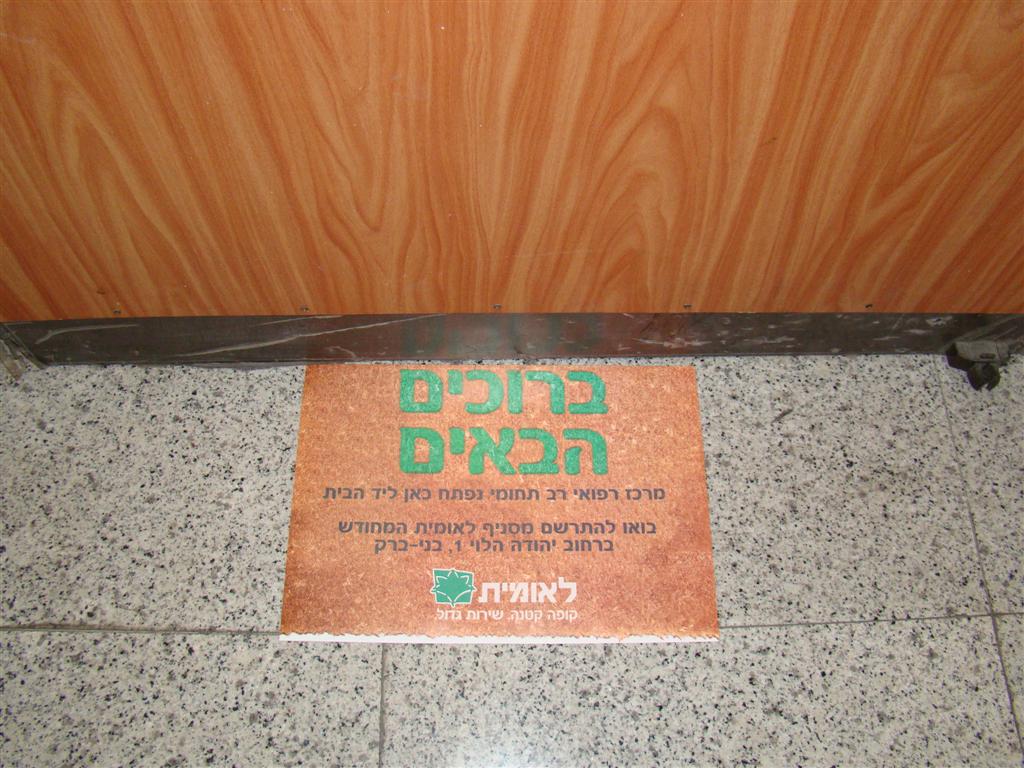 ברוכים
הבאים
מרכז רפואי רב תחומי נפתח כאן ליד הבית
בואו להתרשם מסניף לאומית המחודש
ברחוב יהודה הלוי 1, בני-ברק
לאומית
קופה קטנה. שירות גדול.